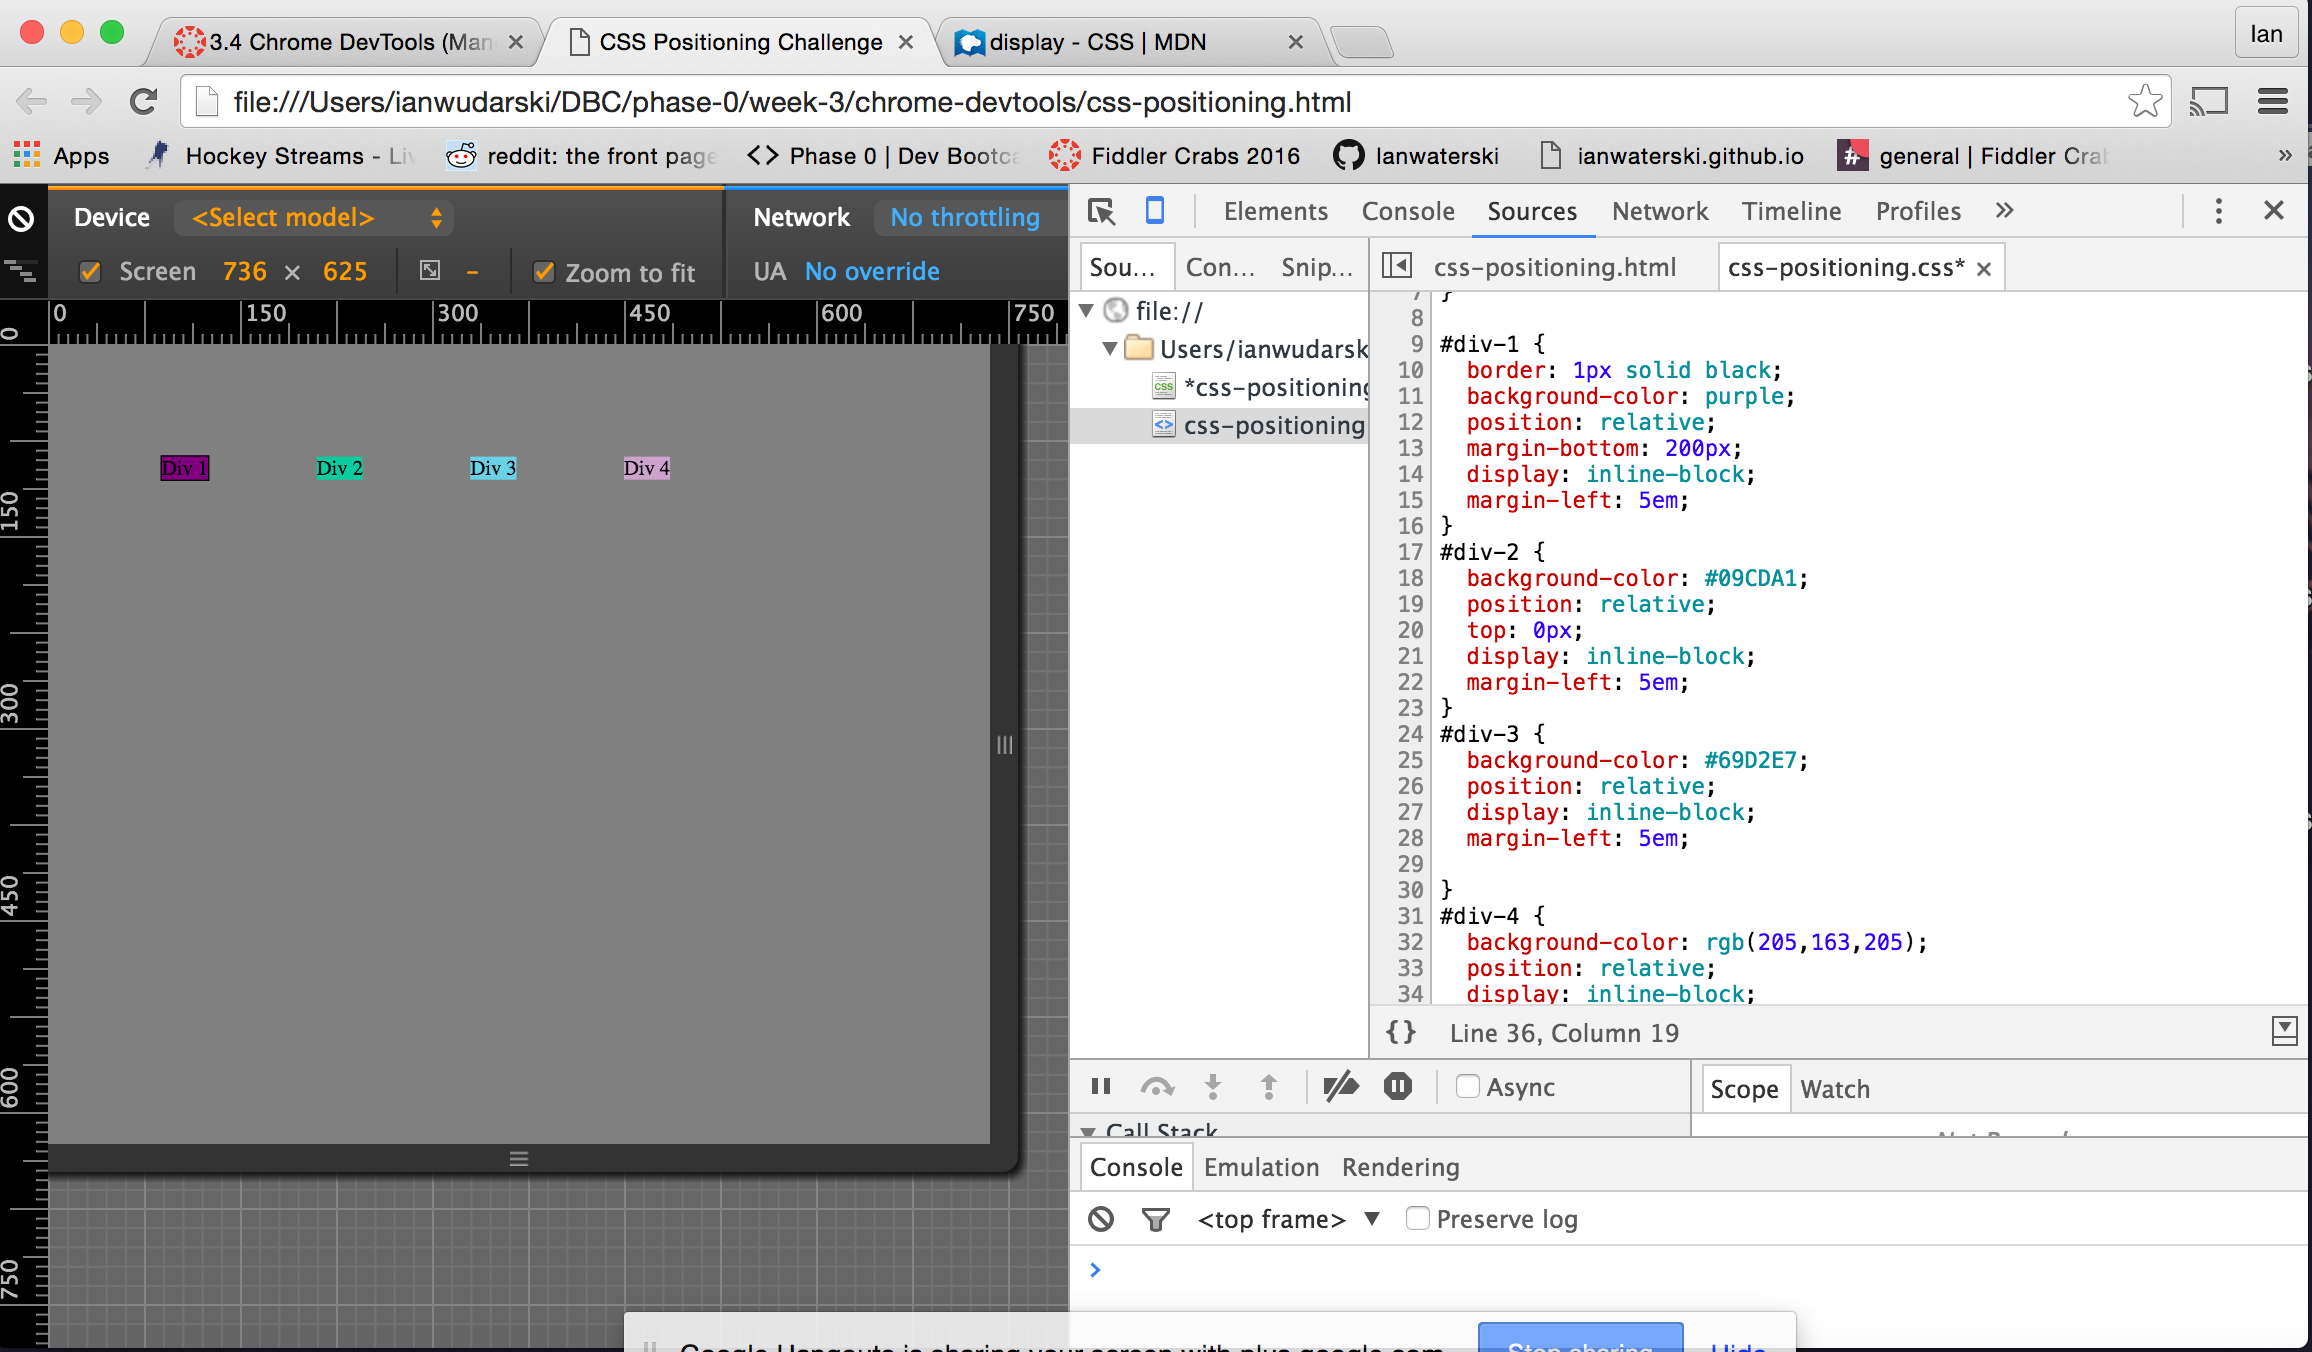 3.4 Chrome DevTools (Man
CSS Positioning Challenge
display - CSS | MDN
Ian
file:///Users/ianwudarski/DBC/phase-0/week-3/chrome-devtools/css-positioning.html
Apps
Hockey Streams - Liv
reddit: the front page
<> Phase 0 | Dev Bootca
Fiddler Crabs 2016
Ianwaterski
ianwaterski.github.io
# general | Fiddler Crab
»
Device <Select model>
Network No throttling
Screen 736 × 625 – Zoom to fit
UA No override
0 150 300 450 600 750
0
150
300
450
600
750
Div 1 Div 2 Div 3 Div 4
Elements Console Sources Network Timeline Profiles »
Sou... Con... Snip...
css-positioning.html css-positioning.css* ×
file://
Users/ianwudarsk
*css-positioning
css-positioning
7 }
8
9 #div-1 {
10 border: 1px solid black;
11 background-color: purple;
12 position: relative;
13 margin-bottom: 200px;
14 display: inline-block;
15 margin-left: 5em;
16 }
17 #div-2 {
18 background-color: #09CDA1;
19 position: relative;
20 top: 0px;
21 display: inline-block;
22 margin-left: 5em;
23 }
24 #div-3 {
25 background-color: #69D2E7;
26 position: relative;
27 display: inline-block;
28 margin-left: 5em;
29
30 }
31 #div-4 {
32 background-color: rgb(205,163,205);
33 position: relative;
34 display: inline-block;
{} Line 36, Column 19
Async
Scope Watch
Call Stack
Console Emulation Rendering
<top frame> ▼ Preserve log
>
Google Hangouts is sharing your screen with plus.google.com
Stop sharing
Hide